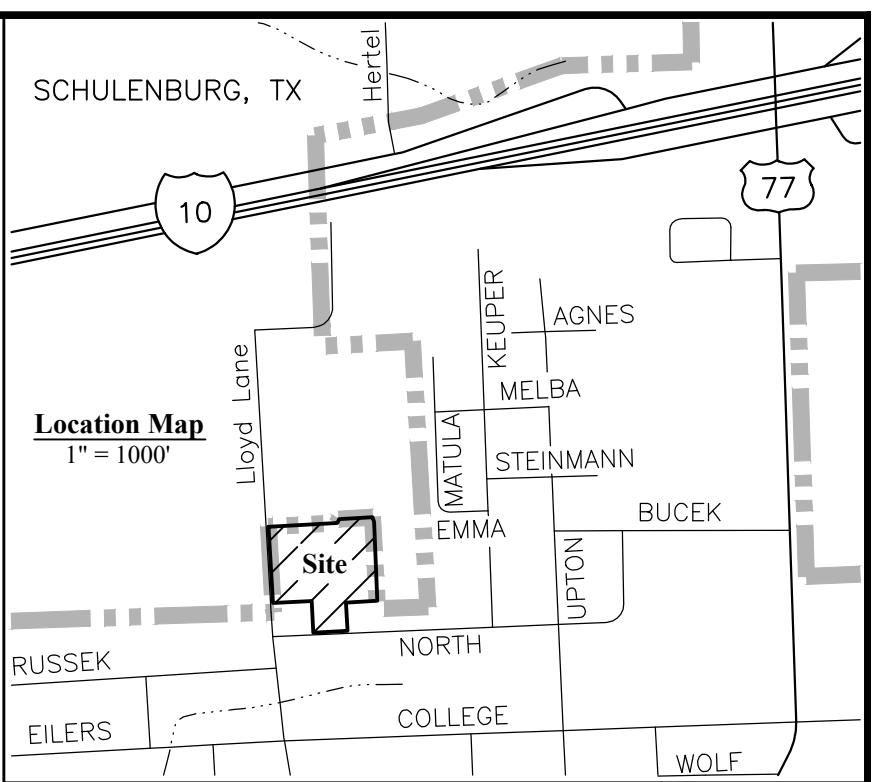 SCHULENBURG, TX
Hertel
10
77
KEUPER
AGNES
Lloyd Lane
MELBA
Location Map
1" = 1000'
MATULA
STEINMANN
BUCEK
EMMA
Site
UPTON
NORTH
RUSSEK
COLLEGE
EILERS
WOLF